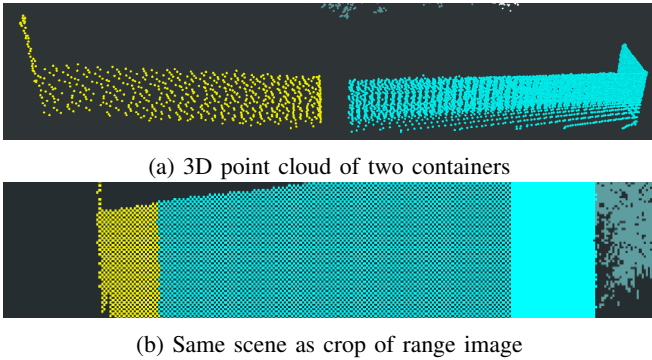 (a) 3D point cloud of two containers
(b) Same scene as crop of range image